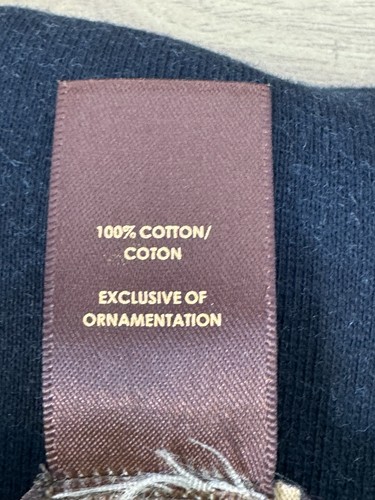 100% COTTON/
COTON
EXCLUSIVE OF
ORNAMENTATION